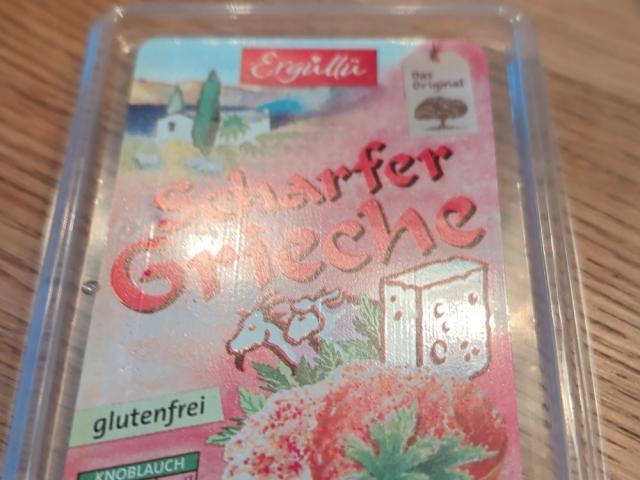 Ergüllü
Das
Original
Scharfer
Grieche
glutenfrei
KNOBLAUCH